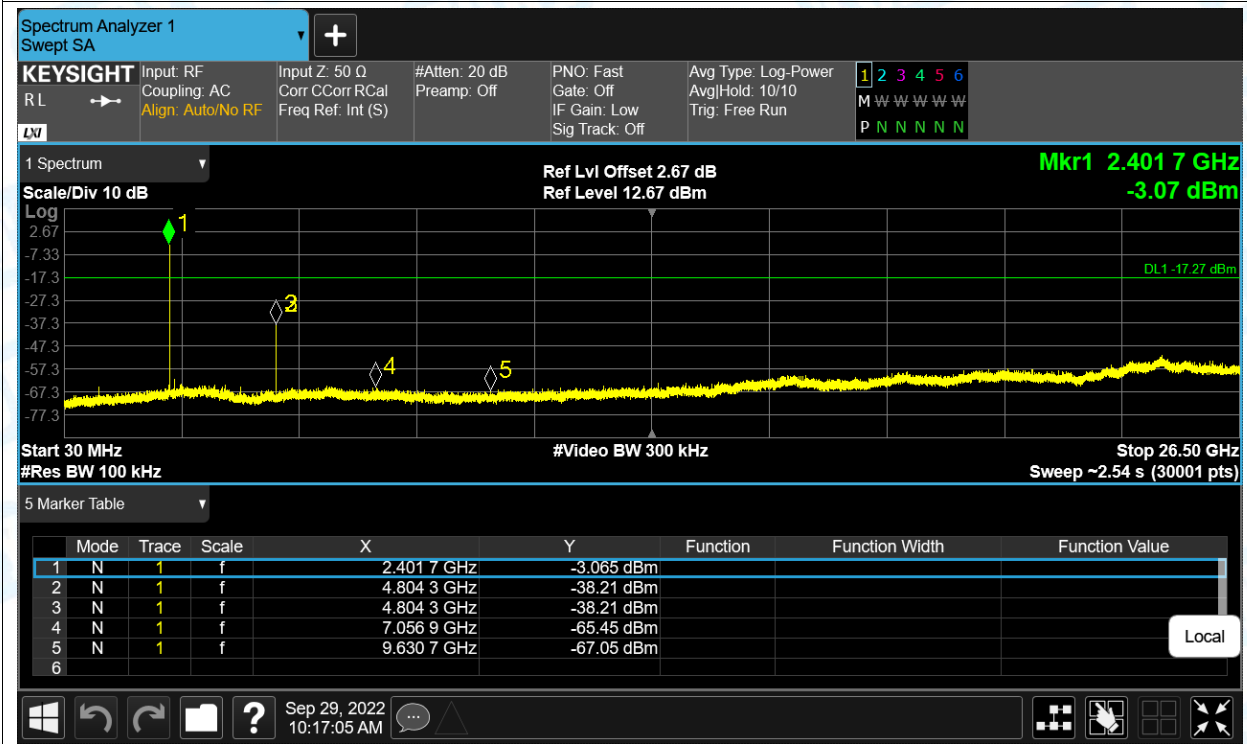 Spectrum Analyzer 1
Swept SA
KEYSIGHT Input: RF Input Z: 50 Ω #Atten: 20 dB PNO: Fast Avg Type: Log-Power 1 2 3 4 5 6
R L Coupling: AC Corr CCorr RCal Preamp: Off Gate: Off Avg|Hold: 10/10 M W W W W W
Align: Auto/No RF Freq Ref: Int (S) IF Gain: Low Trig: Free Run
LXI Sig Track: Off P N N N N N
1 Spectrum
Ref Lvl Offset 2.67 dB Mkr1 2.401 7 GHz
Scale/Div 10 dB Ref Level 12.67 dBm -3.07 dBm
Log
1
2.67
-7.33
DL1 -17.27 dBm
-17.3
-27.3
3
-37.3
-47.3
4
-57.3
5
-67.3
-77.3
Start 30 MHz #Video BW 300 kHz Stop 26.50 GHz
#Res BW 100 kHz Sweep ~2.54 s (30001 pts)
5 Marker Table
Mode Trace Scale X Y Function Function Width Function Value
1 N 1 f 2.401 7 GHz -3.065 dBm
2 N 1 f 4.804 3 GHz -38.21 dBm
3 N 1 f 4.804 3 GHz -38.21 dBm
4 N 1 f 7.056 9 GHz -65.45 dBm
5 N 1 f 9.630 7 GHz -67.05 dBm
6
Local
? Sep 29, 2022
10:17:05 AM